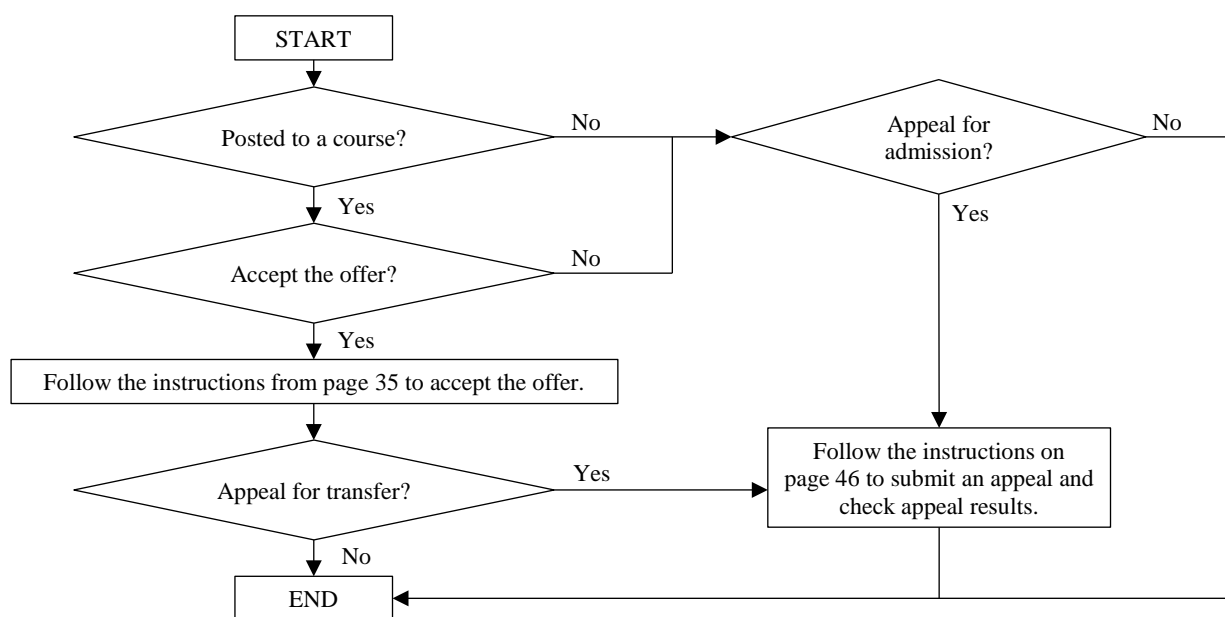 START
Posted to a course?
No
Appeal for
admission?
No
Yes
Yes
Accept the offer?
No
Yes
Follow the instructions from page 35 to accept the offer.
Appeal for transfer?
Yes
Follow the instructions on
page 46 to submit an appeal and
check appeal results.
No
END